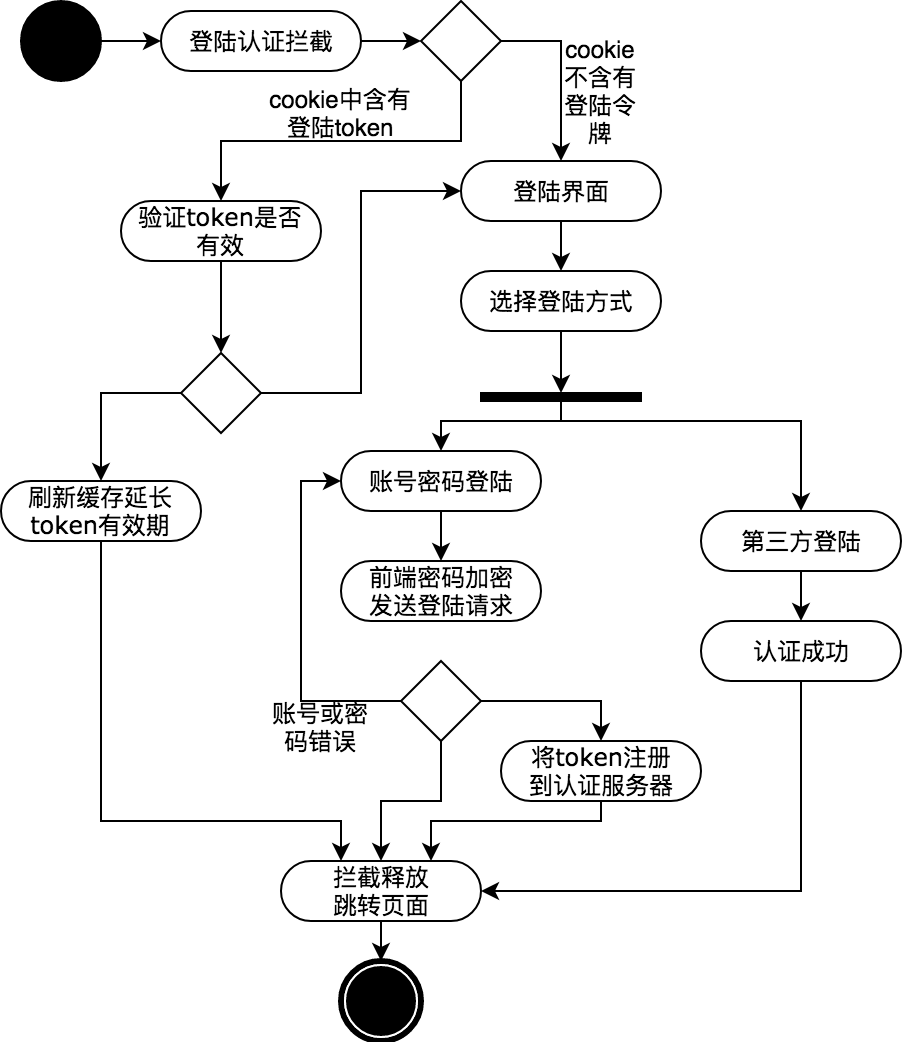 登陆认证拦截
cookie
不含有
登陆令
牌
cookie中含有
登陆token
登陆界面
验证token是否
有效
选择登陆方式
账号密码登陆
刷新缓存延长
token有效期
第三方登陆
前端密码加密
发送登陆请求
认证成功
账号或密
码错误
将token注册
到认证服务器
拦截释放
跳转页面